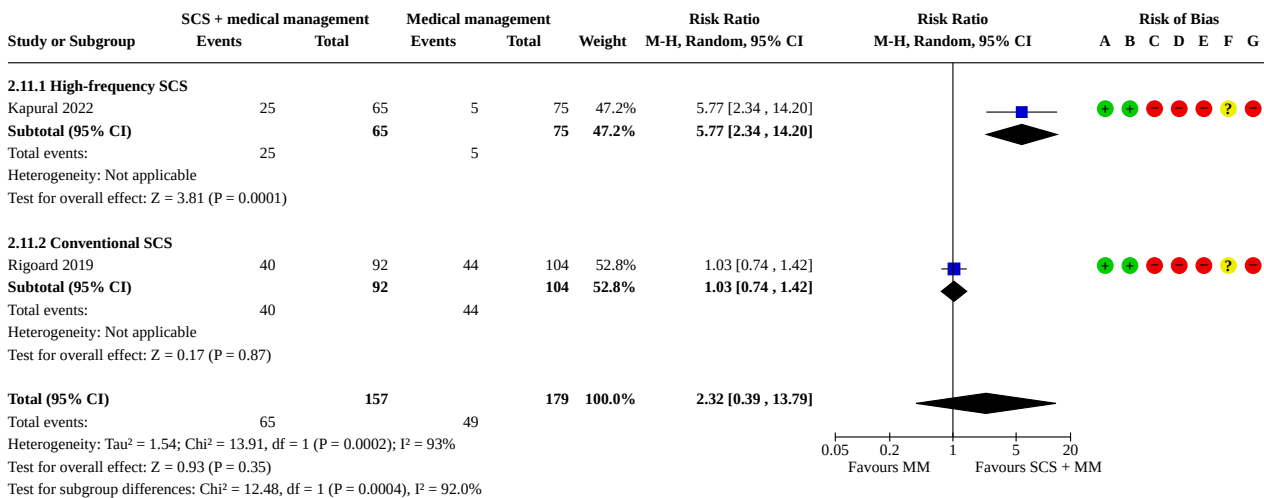 SCS + medical management Medical management Risk Ratio Risk Ratio Risk of Bias
Study or Subgroup Events Total Events Total Weight M-H, Random, 95% CI M-H, Random, 95% CI A B C D E F G
2.11.1 High-frequency SCS
Kapural 2022 25 65 5 75 47.2% 5.77 [2.34 , 14.20] + + − − − ? −
Subtotal (95% CI) 65 75 47.2% 5.77 [2.34 , 14.20]
Total events: 25 5
Heterogeneity: Not applicable
Test for overall effect: Z = 3.81 (P = 0.0001)
2.11.2 Conventional SCS
Rigoard 2019 40 92 44 104 52.8% 1.03 [0.74 , 1.42] + + − − − ? −
Subtotal (95% CI) 92 104 52.8% 1.03 [0.74 , 1.42]
Total events: 40 44
Heterogeneity: Not applicable
Test for overall effect: Z = 0.17 (P = 0.87)
Total (95% CI) 157 179 100.0% 2.32 [0.39 , 13.79]
Total events: 65 49
Heterogeneity: Tau² = 1.54; Chi² = 13.91, df = 1 (P = 0.0002); I² = 93%
0.05 0.2 1 5 20
Test for overall effect: Z = 0.93 (P = 0.35) Favours MM Favours SCS + MM
Test for subgroup differences: Chi² = 12.48, df = 1 (P = 0.0004), I² = 92.0%